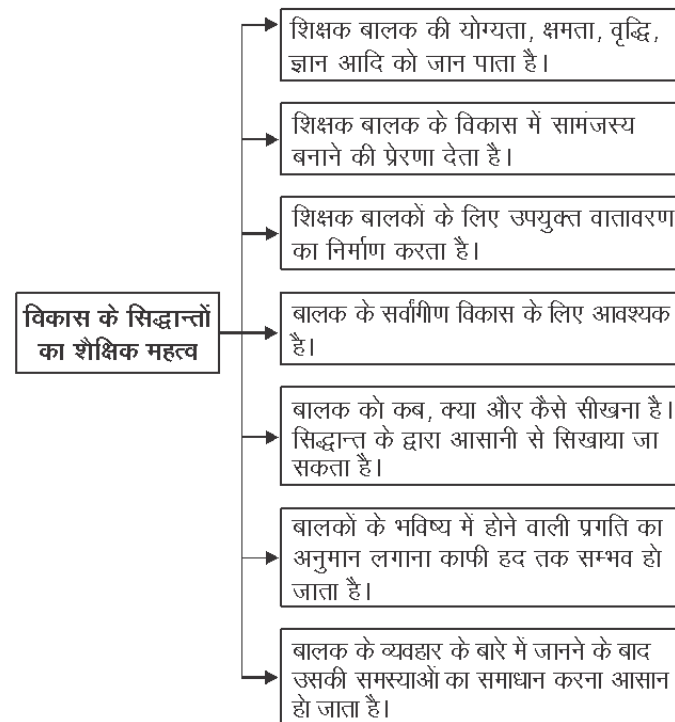 शिक्षक बालक की योग्यता, क्षमता, वृद्धि,
ज्ञान आदि को जान पाता है।
शिक्षक बालक के विकास में सामंजस्य
बनाने की प्रेरणा देता है।
शिक्षक बालकों के लिए उपयुक्त वातावरण
का निर्माण करता है।
विकास के सिद्धान्तों
का शैक्षिक महत्व
बालक के सर्वांगीण विकास के लिए आवश्यक
है।
बालक को कब, क्या और कैसे सीखना है।
सिद्धान्त के द्वारा आसानी से सिखाया जा
सकता है।
बालकों के भविष्य में होने वाली प्रगति का
अनुमान लगाना काफी हद तक सम्भव हो
जाता है।
बालक के व्यवहार के बारे में जानने के बाद
उसकी समस्याओं का समाधान करना आसान
हो जाता है।